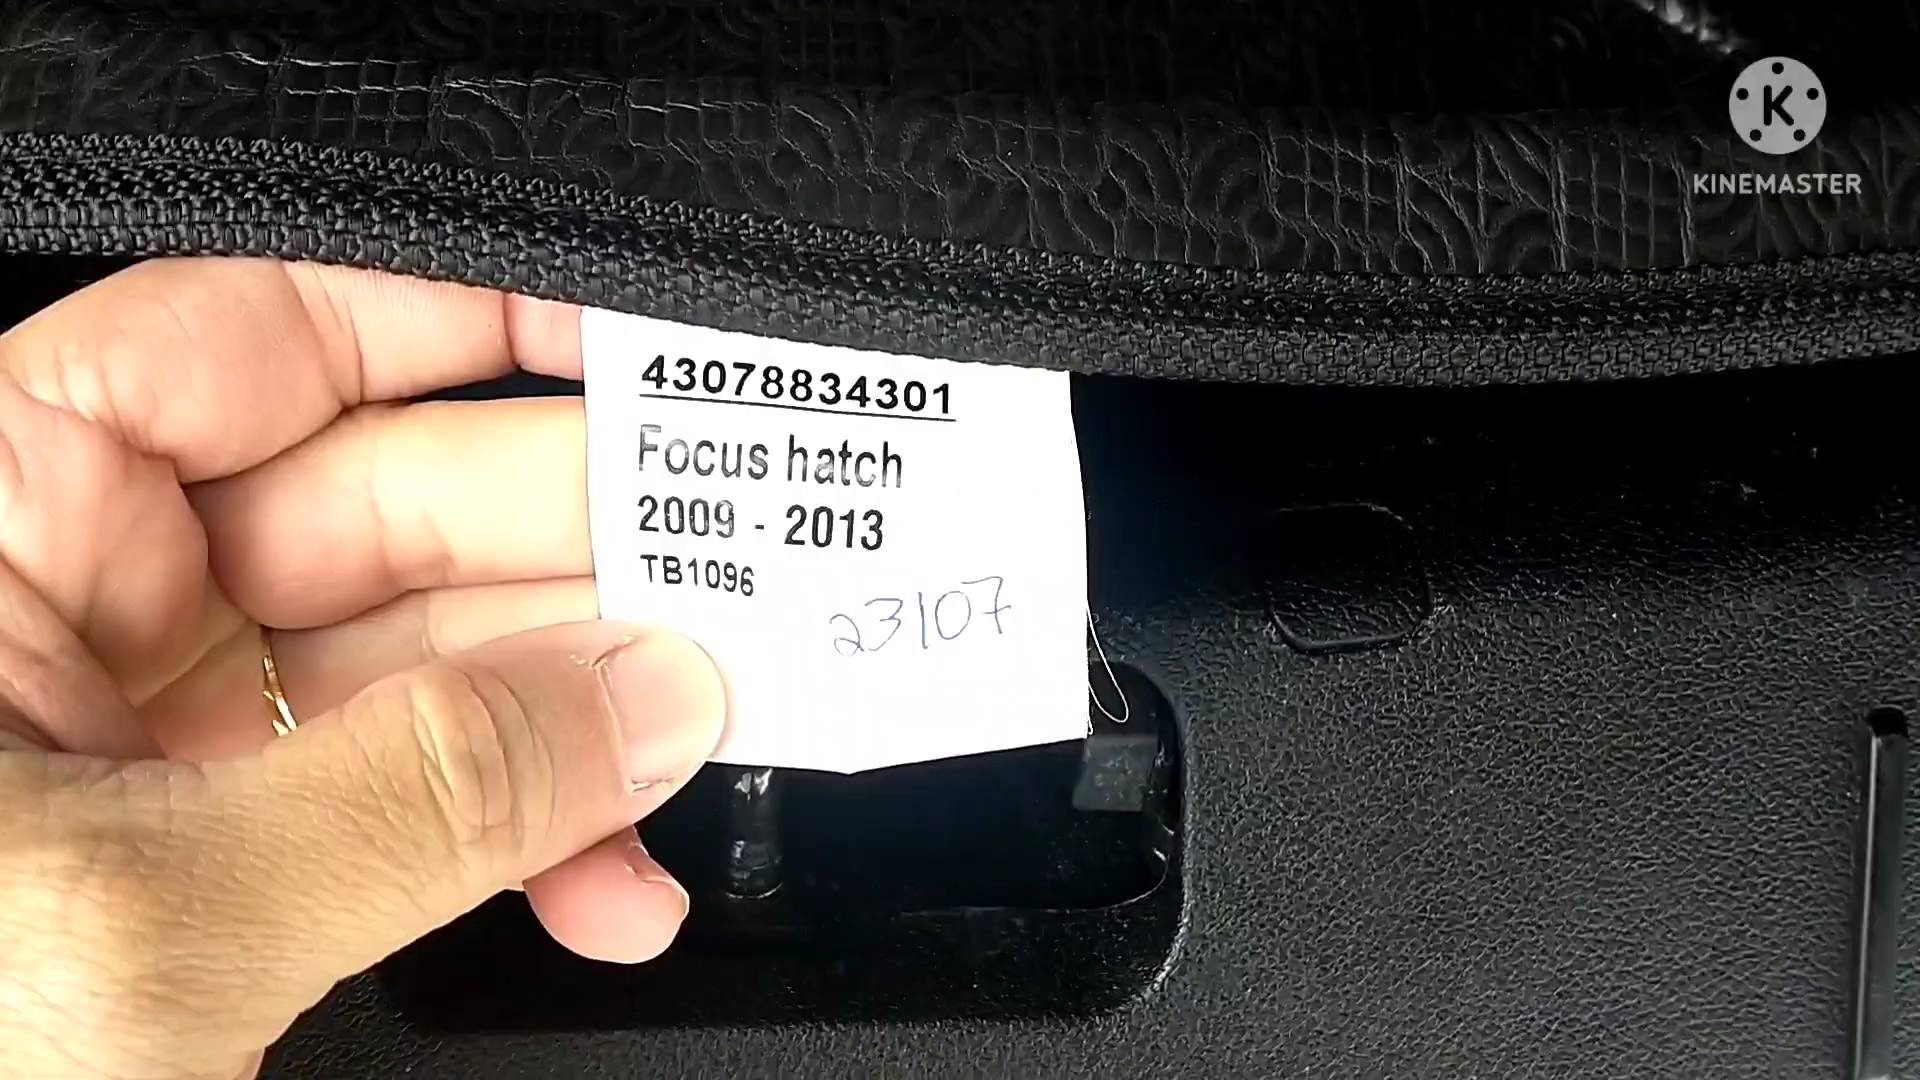 K
KINEMASTER
43078834301
Focus hatch
2009 - 2013
TB1096
23107